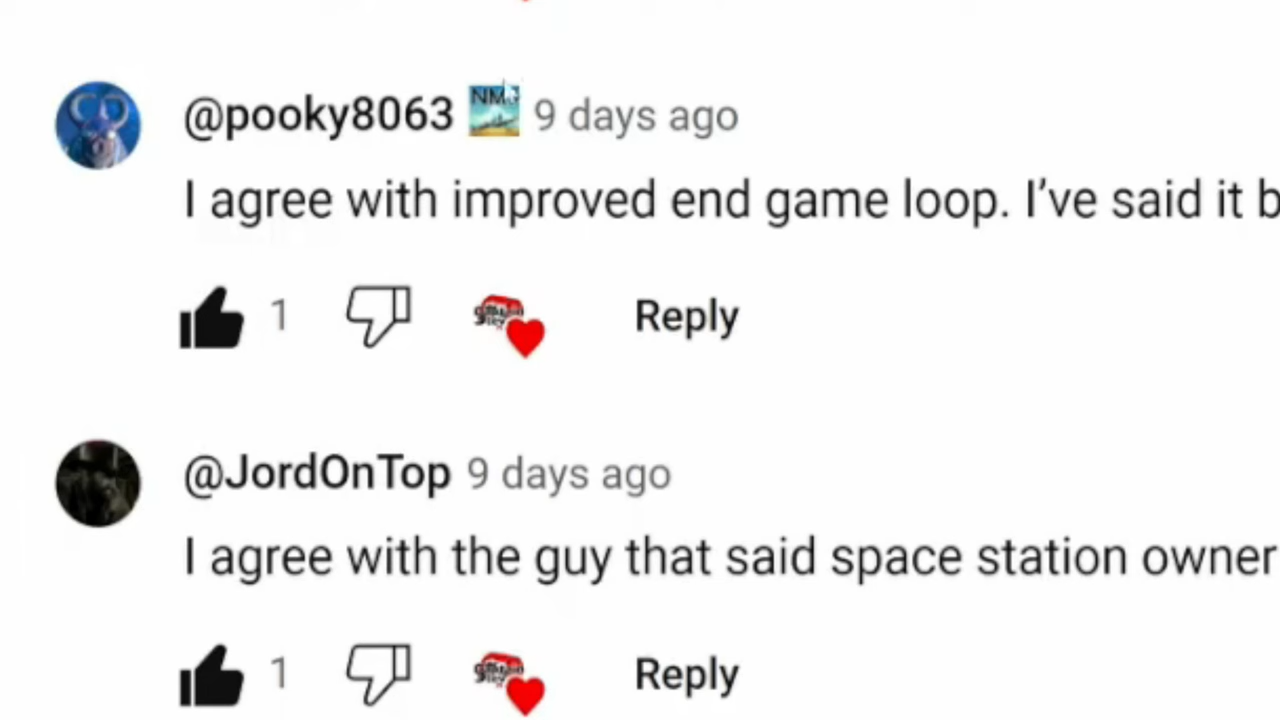 @pooky8063 NMS 9 days ago
I agree with improved end game loop. I've said it b
1 Reply
@JordOnTop 9 days ago
I agree with the guy that said space station owner
1 Reply